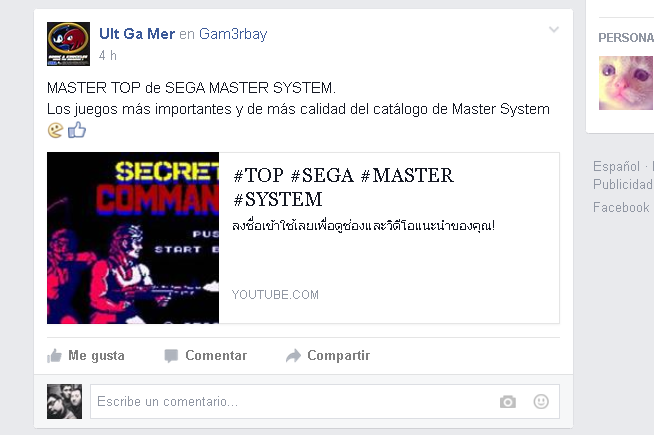 Ult Ga Mer en Gam3rbay
4 h
MASTER TOP de SEGA MASTER SYSTEM.
Los juegos más importantes y de más calidad del catálogo de Master System
SECRET
COMMAN
PUS
START B
#TOP #SEGA #MASTER
#SYSTEM
ลงชื่อเข้าใช้เลยเพื่อดูช่องและวิดีโอแนะนำของคุณ!
YOUTUBE.COM
Me gusta Comentar Compartir
Escribe un comentario...
PERSONA
Español ·
Publicidad
Facebook